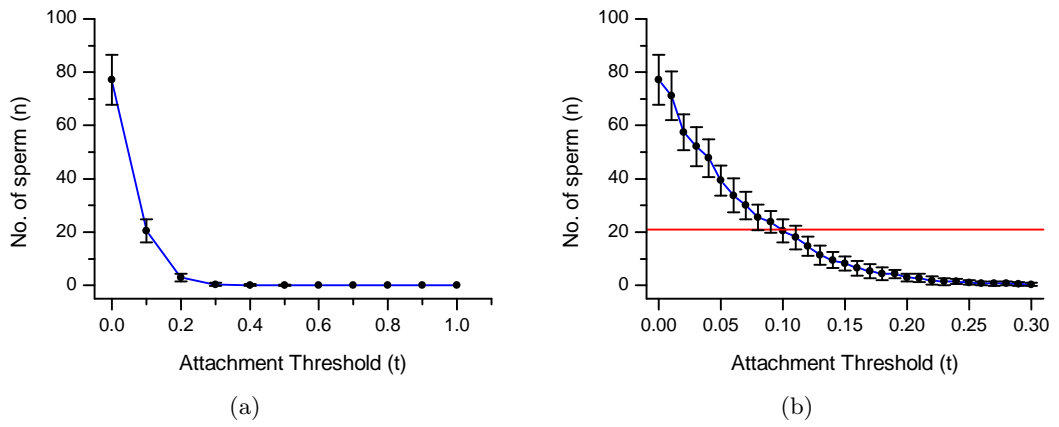 100
80
60
40
20
0
No. of sperm (n)
0.0 0.2 0.4 0.6 0.8 1.0
Attachment Threshold (t)
(a)
100
80
60
40
20
0
No. of sperm (n)
0.00 0.05 0.10 0.15 0.20 0.25 0.30
Attachment Threshold (t)
(b)